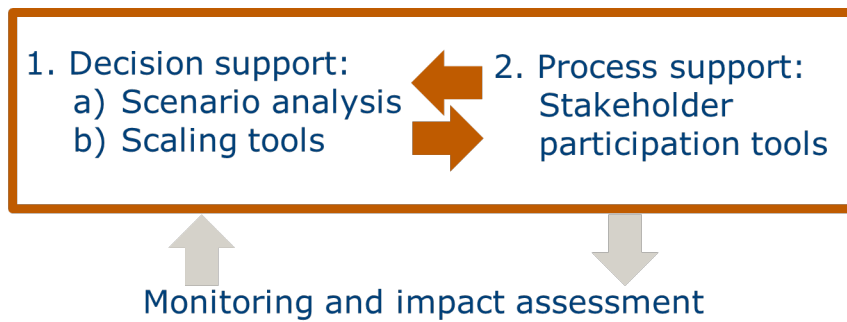 1. Decision support:
a) Scenario analysis
b) Scaling tools
2. Process support:
Stakeholder
participation tools
Monitoring and impact assessment